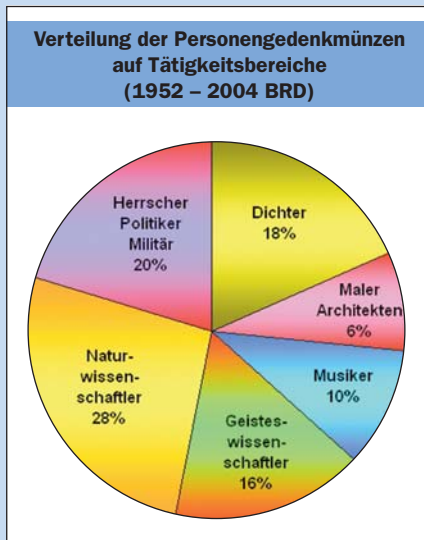 Verteilung der Personengedenkmünzen
auf Tätigkeitsbereiche
(1952 – 2004 BRD)
Herrscher
Politiker
Militär
20%
Dichter
18%
Maler
Architekten
6%
Musiker
10%
Geistes-
wissen-
schaftler
16%
Natur-
wissen-
schaftler
28%